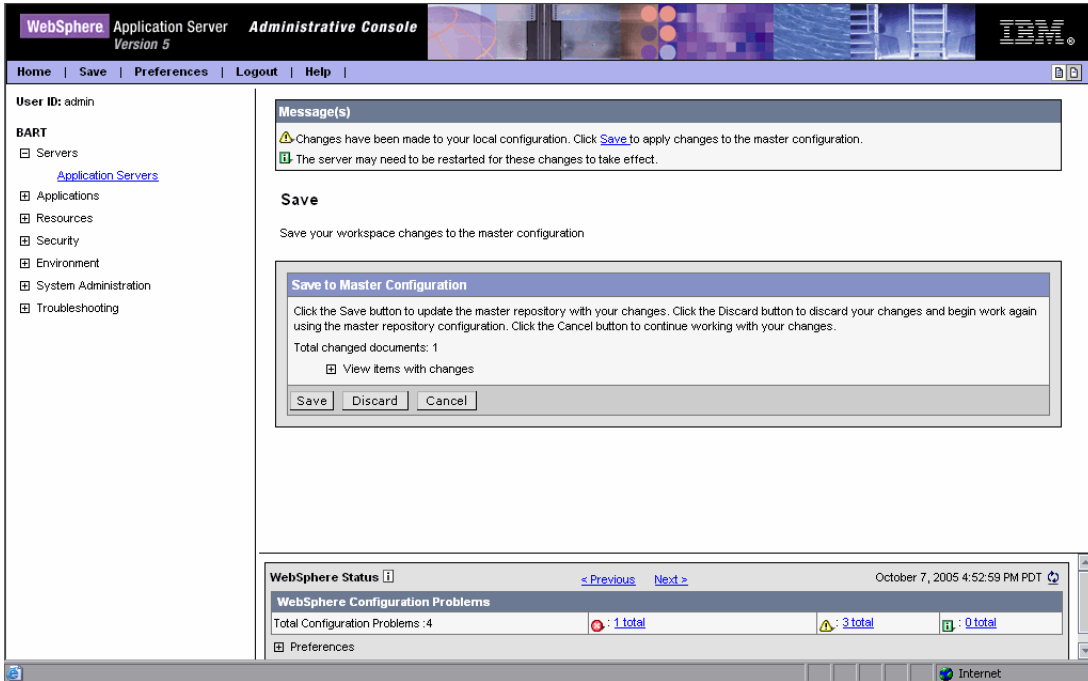 WebSphere Application Server Administrative Console
Version 5
IBM®
Home | Save | Preferences | Logout | Help |
User ID: admin
BART
Servers
Application Servers
Applications
Resources
Security
Environment
System Administration
Troubleshooting
Message(s)
Changes have been made to your local configuration. Click Save to apply changes to the master configuration.
The server may need to be restarted for these changes to take effect.
Save
Save your workspace changes to the master configuration
Save to Master Configuration
Click the Save button to update the master repository with your changes. Click the Discard button to discard your changes and begin work again
using the master repository configuration. Click the Cancel button to continue working with your changes.
Total changed documents: 1
View items with changes
Save Discard Cancel
WebSphere Status i < Previous Next > October 7, 2005 4:52:59 PM PDT
WebSphere Configuration Problems
Total Configuration Problems :4 : 1 total : 3 total : 0 total
Preferences
Internet